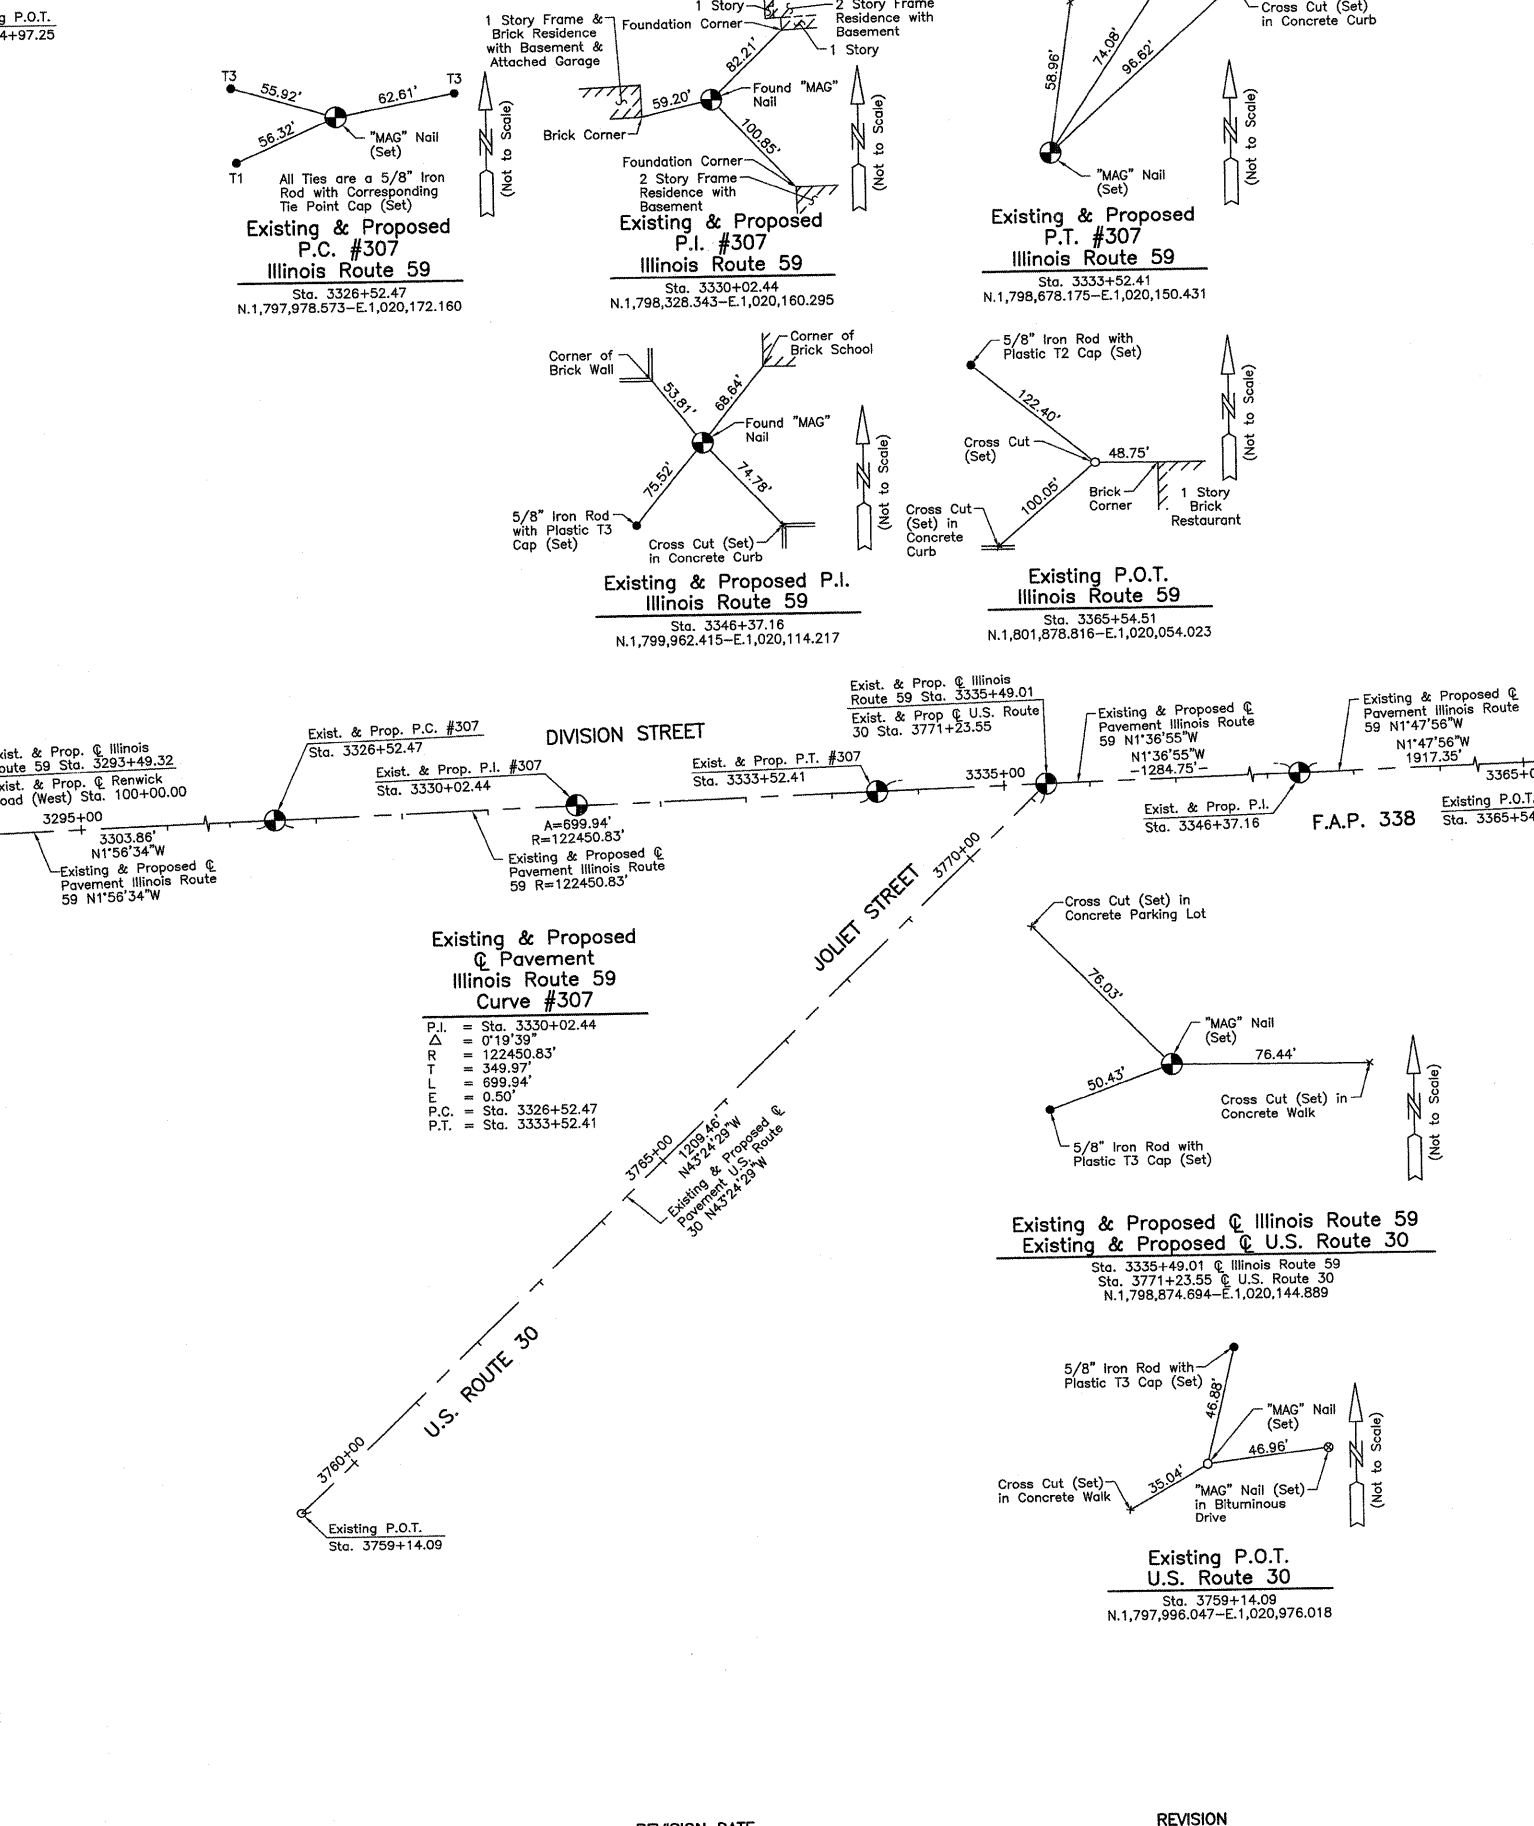 g P.O.T.
4+97.25
T3
55.92'
62.61'
T3
56.32'
T1
"MAG" Nail
(Set)
All Ties are a 5/8" Iron
Rod with Corresponding
Tie Point Cap (Set)
(Not to Scale)
N
Existing & Proposed
P.C. #307
Illinois Route 59
Sta. 3326+52.47
N.1,797,978.573–E.1,020,172.160
1 Story Frame &
Brick Residence
with Basement &
Attached Garage
1 Story
Foundation Corner
2 Story Frame
Residence with
Basement
1 Story
82.21'
59.20'
Found "MAG"
Nail
Brick Corner
100.85'
Foundation Corner
2 Story Frame
Residence with
Basement
(Not to Scale)
N
Existing & Proposed
P.I. #307
Illinois Route 59
Sta. 3330+02.44
N.1,798,328.343–E.1,020,160.295
Cross Cut (Set)
in Concrete Curb
58.96'
74.08'
96.62'
"MAG" Nail
(Set)
(Not to Scale)
N
Existing & Proposed
P.T. #307
Illinois Route 59
Sta. 3333+52.41
N.1,798,678.175–E.1,020,150.431
Corner of
Brick Wall
Corner of
Brick School
53.81'
68.64'
Found "MAG"
Nail
75.52'
74.78'
5/8" Iron Rod
with Plastic T3
Cap (Set)
Cross Cut (Set)
in Concrete Curb
(Not to Scale)
N
Existing & Proposed P.I.
Illinois Route 59
Sta. 3346+37.16
N.1,799,962.415–E.1,020,114.217
5/8" Iron Rod with
Plastic T2 Cap (Set)
122.40'
Cross Cut
(Set)
48.75'
100.05'
Brick
Corner
1 Story
Brick
Restaurant
Cross Cut
(Set) in
Concrete
Curb
(Not to Scale)
N
Existing P.O.T.
Illinois Route 59
Sta. 3365+54.51
N.1,801,878.816–E.1,020,054.023
xist. & Prop. ℄ Illinois
oute 59 Sta. 3293+49.32
xist. & Prop. ℄ Renwick
oad (West) Sta. 100+00.00
3295+00
3303.86'
N1°56'34"W
Existing & Proposed ℄
Pavement Illinois Route
59 N1°56'34"W
Exist. & Prop. P.C. #307
Sta. 3326+52.47
DIVISION STREET
Exist. & Prop. P.I. #307
Sta. 3330+02.44
A=699.94'
R=122450.83'
Existing & Proposed ℄
Pavement Illinois Route
59 R=122450.83'
Exist. & Prop. P.T. #307
Sta. 3333+52.41
Exist. & Prop. ℄ Illinois
Route 59 Sta. 3335+49.01
Exist. & Prop ℄ U.S. Route
30 Sta. 3771+23.55
3335+00
Existing & Proposed ℄
Pavement Illinois Route
59 N1°36'55"W
N1°36'55"W
–1284.75'–
Exist. & Prop. P.I.
Sta. 3346+37.16
Existing & Proposed ℄
Pavement Illinois Route
59 N1°47'56"W
N1°47'56"W
1917.35'
3365+0
F.A.P. 338
Existing P.O.T.
Sta. 3365+54
3770+00
JOLIET STREET
Existing & Proposed
℄ Pavement
Illinois Route 59
Curve #307
P.I. = Sta. 3330+02.44
△ = 0°19'39"
R = 122450.83'
T = 349.97'
L = 699.94'
E = 0.50'
P.C. = Sta. 3326+52.47
P.T. = Sta. 3333+52.41
3765+00
1209.46'
N43°24'29"W
Existing & Proposed ℄
Pavement U.S. Route
30 N43°24'29"W
U.S. ROUTE 30
3760+00
Existing P.O.T.
Sta. 3759+14.09
Cross Cut (Set) in
Concrete Parking Lot
76.03'
"MAG" Nail
(Set)
76.44'
50.43'
Cross Cut (Set) in
Concrete Walk
5/8" Iron Rod with
Plastic T3 Cap (Set)
(Not to Scale)
N
Existing & Proposed ℄ Illinois Route 59
Existing & Proposed ℄ U.S. Route 30
Sta. 3335+49.01 ℄ Illinois Route 59
Sta. 3771+23.55 ℄ U.S. Route 30
N.1,798,874.694–E.1,020,144.889
5/8" Iron Rod with
Plastic T3 Cap (Set)
46.88'
"MAG" Nail
(Set)
46.96'
35.04'
Cross Cut (Set)
in Concrete Walk
"MAG" Nail (Set)
in Bituminous
Drive
(Not to Scale)
N
Existing P.O.T.
U.S. Route 30
Sta. 3759+14.09
N.1,797,996.047–E.1,020,976.018
REVISION DATE
REVISION